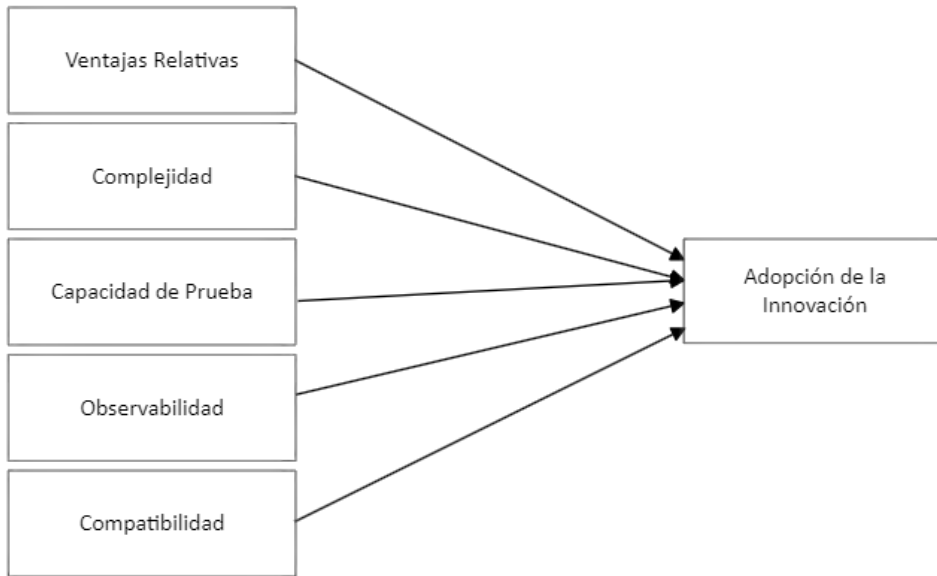 Ventajas Relativas
Complejidad
Capacidad de Prueba
Observabilidad
Compatibilidad
Adopción de la
Innovación